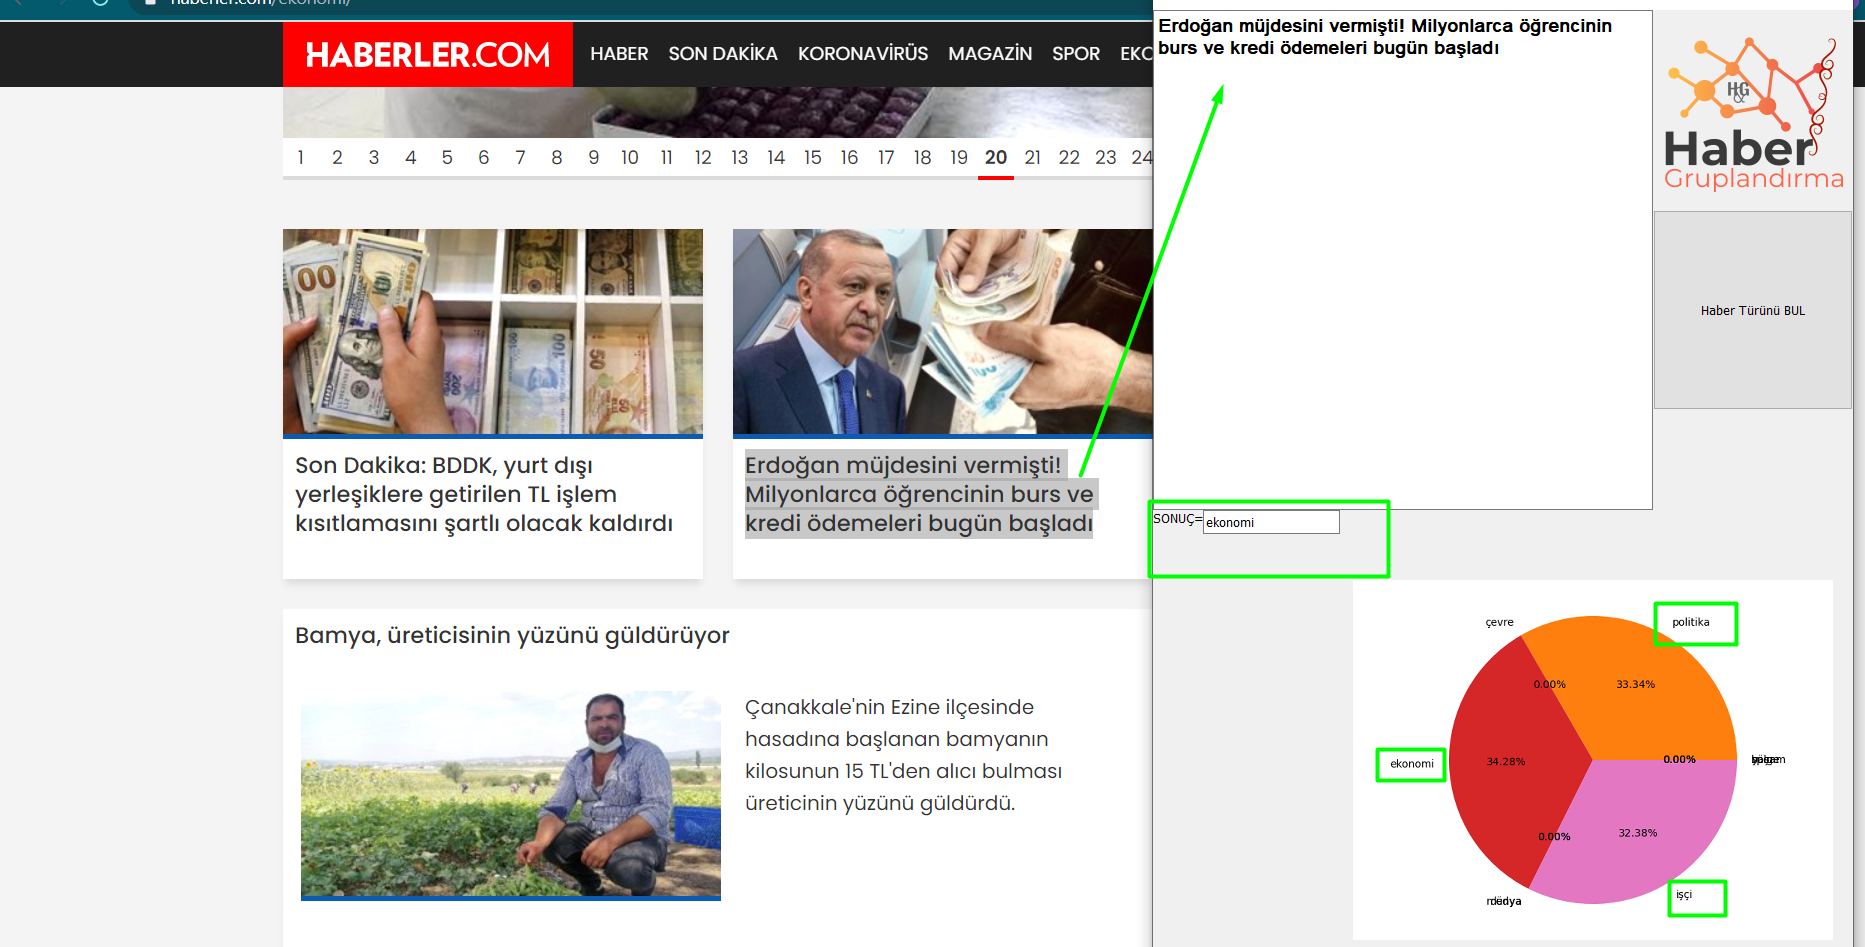 haberler.com/ekonomi/
HABERLER.COM
HABER SON DAKİKA KORONAVİRÜS MAGAZİN SPOR EKO
1 2 3 4 5 6 7 8 9 10 11 12 13 14 15 16 17 18 19 20 21 22 23 24
Son Dakika: BDDK, yurt dışı
yerleşiklere getirilen TL işlem
kısıtlamasını şartlı olacak kaldırdı
Erdoğan müjdesini vermişti!
Milyonlarca öğrencinin burs ve
kredi ödemeleri bugün başladı
Bamya, üreticisinin yüzünü güldürüyor
Çanakkale'nin Ezine ilçesinde
hasadına başlanan bamyanın
kilosunun 15 TL'den alıcı bulması
üreticinin yüzünü güldürdü.
Erdoğan müjdesini vermişti! Milyonlarca öğrencinin
burs ve kredi ödemeleri bugün başladı
H&G
Haber
Gruplandırma
Haber Türünü BUL
SONUÇ= ekonomi
çevre
politika
0.00%
33.34%
ekonomi
34.28%
0.00%
0.00%
32.38%
işçi
dünya